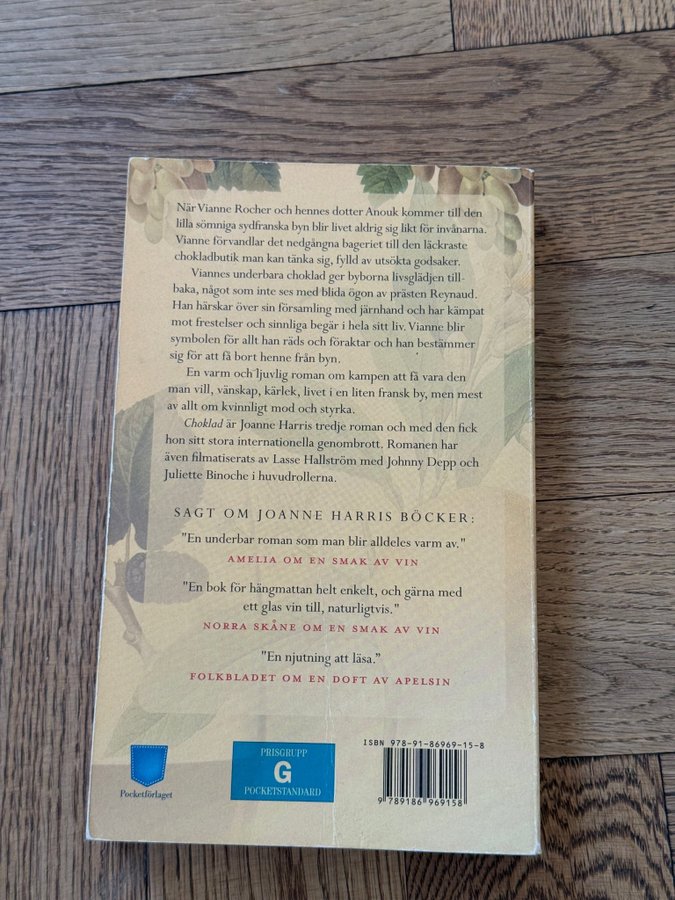 När Vianne Rocher och hennes dotter Anouk kommer till den
lilla sömniga sydfranska byn blir livet aldrig sig likt för invånarna.
Vianne förvandlar det nedgångna bageriet till den läckraste
chokladbutik man kan tänka sig, fylld av utsökta godsaker.
Viannes underbara choklad ger byborna livsglädjen till-
baka, något som inte ses med blida ögon av prästen Reynaud.
Han härskar över sin församling med järnhand och har kämpat
mot frestelser och sinnliga begär i hela sitt liv. Vianne blir
symbolen för allt han räds och föraktar och han bestämmer
sig för att få bort henne från byn.
En varm och ljuvlig roman om kampen att få vara den
man vill, vänskap, kärlek, livet i en liten fransk by, men mest
av allt om kvinnligt mod och styrka.
Choklad är Joanne Harris tredje roman och med den fick
hon sitt stora internationella genombrott. Romanen har
även filmatiserats av Lasse Hallström med Johnny Depp och
Juliette Binoche i huvudrollerna.
SAGT OM JOANNE HARRIS BÖCKER:
"En underbar roman som man blir alldeles varm av."
AMELIA OM EN SMAK AV VIN
"En bok för hängmattan helt enkelt, och gärna med
ett glas vin till, naturligtvis."
NORRA SKÅNE OM EN SMAK AV VIN
"En njutning att läsa."
FOLKBLADET OM EN DOFT AV APELSIN
Pocketförlaget
PRISGRUPP
G
POCKETSTANDARD
ISBN 978-91-86969-15-8
9 789186 969158